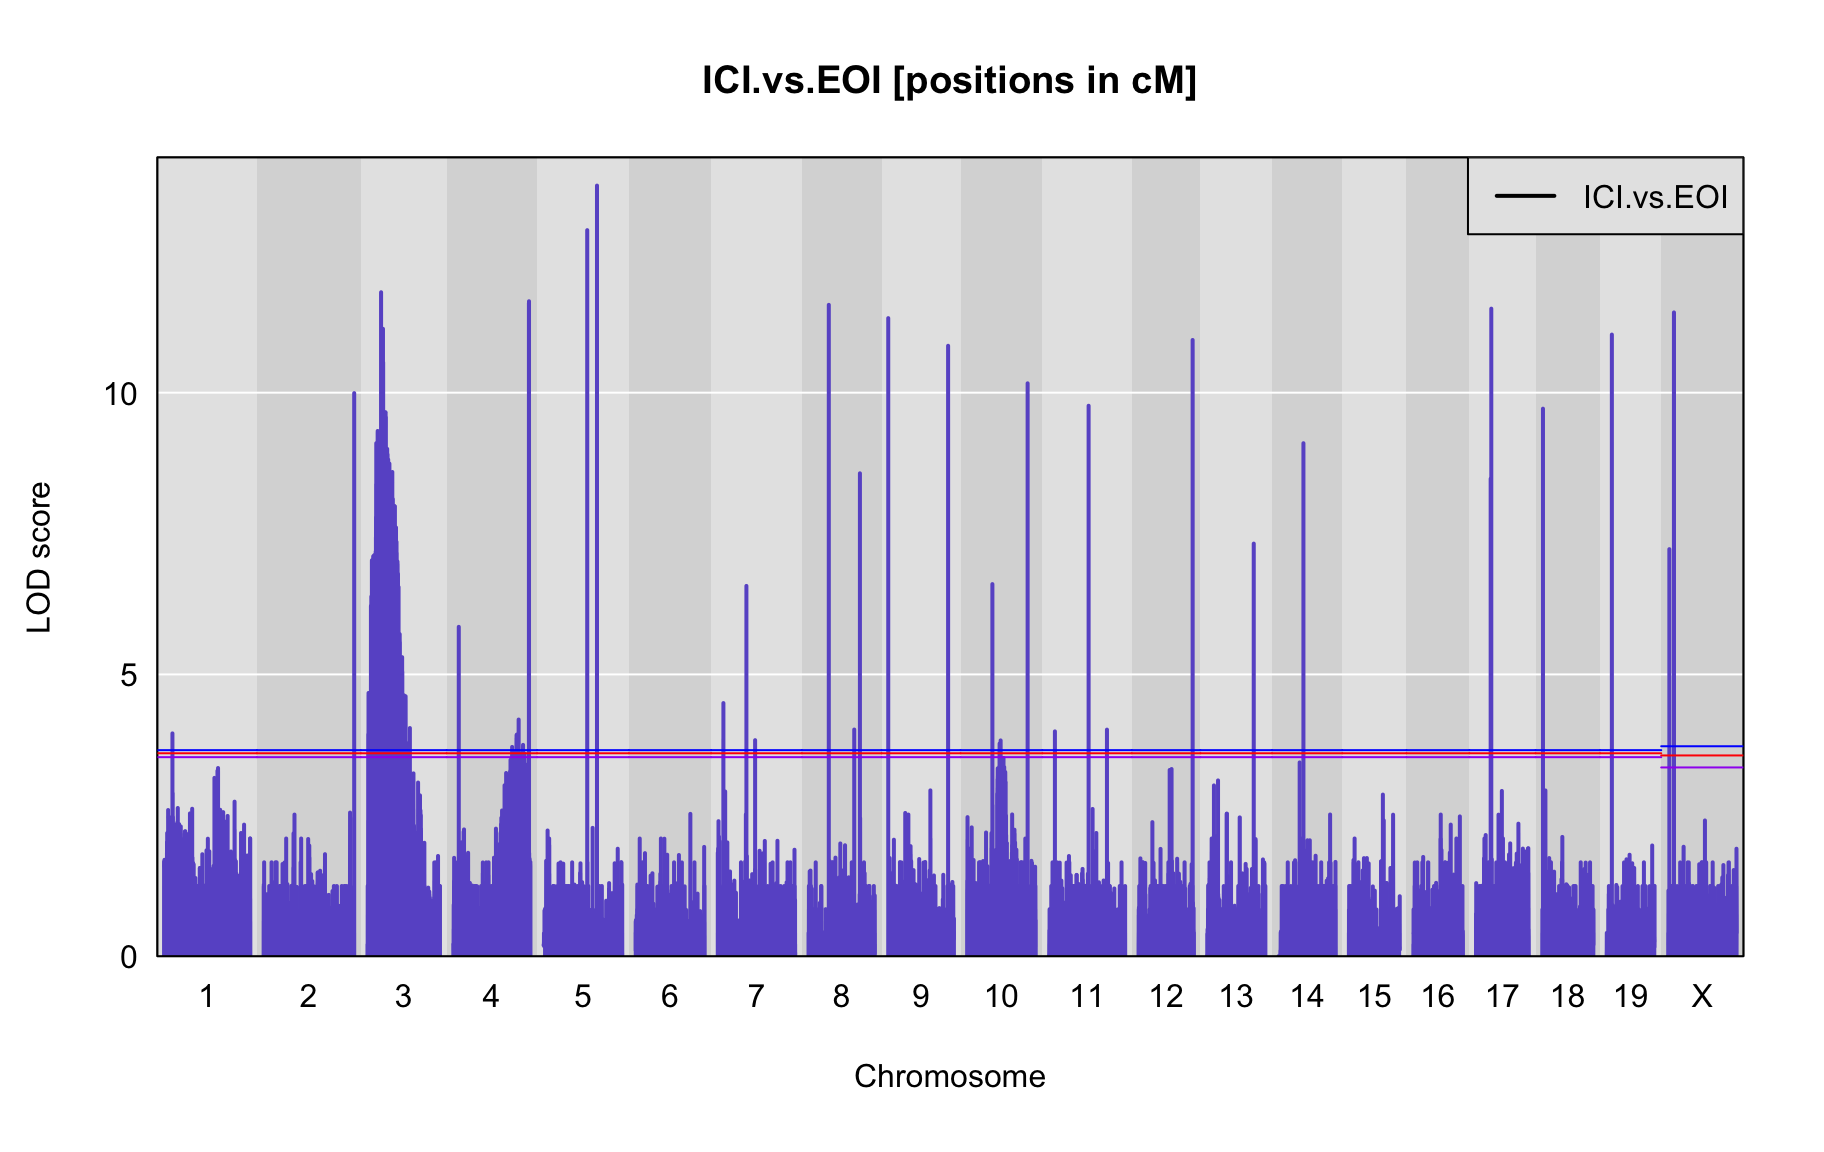 ICI.vs.EOI [positions in cM]
ICI.vs.EOI
LOD score
10
5
0
1 2 3 4 5 6 7 8 9 10 11 12 13 14 15 16 17 18 19 X
Chromosome